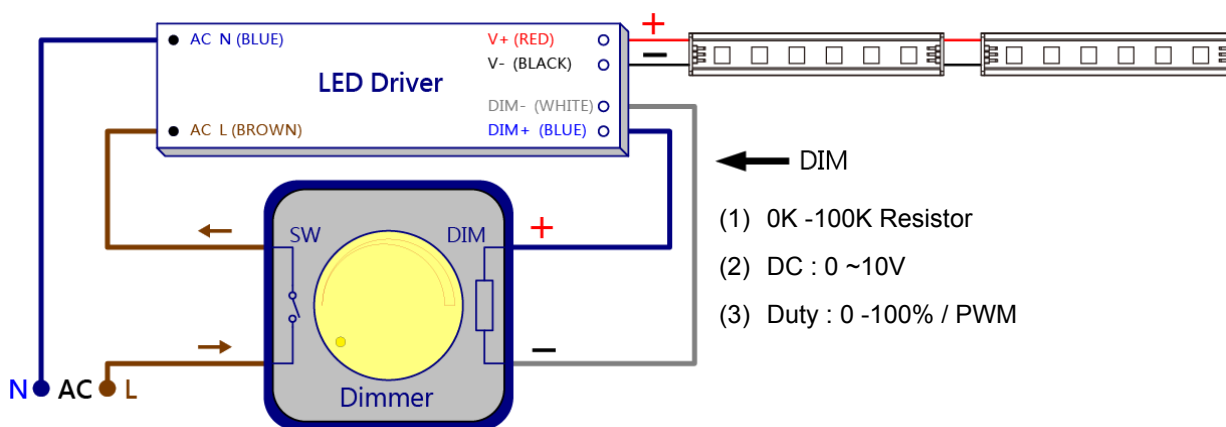 AC N (BLUE)
V+ (RED)
+
−
V- (BLACK)
LED Driver
DIM- (WHITE)
AC L (BROWN)
DIM+ (BLUE)
DIM
(1) 0K -100K Resistor
(2) DC : 0 ~10V
(3) Duty : 0 -100% / PWM
SW
DIM
+
−
Dimmer
N AC L